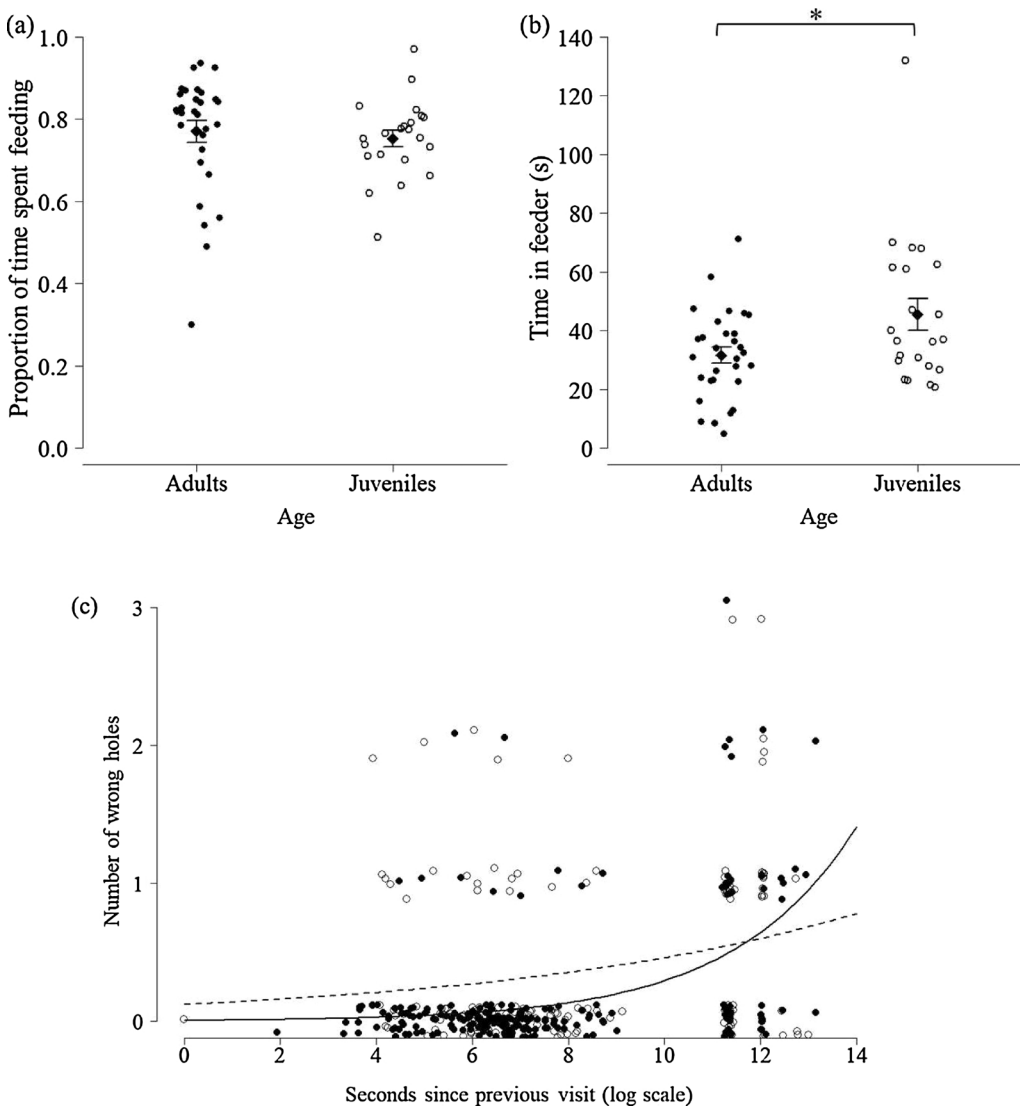 (a)
1.0
0.8
0.6
0.4
0.2
0.0
Proportion of time spent feeding
Adults
Juveniles
Age
(b)
*
140
120
100
80
60
40
20
0
Time in feeder (s)
Adults
Juveniles
Age
(c)
3
2
1
0
Number of wrong holes
0 2 4 6 8 10 12 14
Seconds since previous visit (log scale)